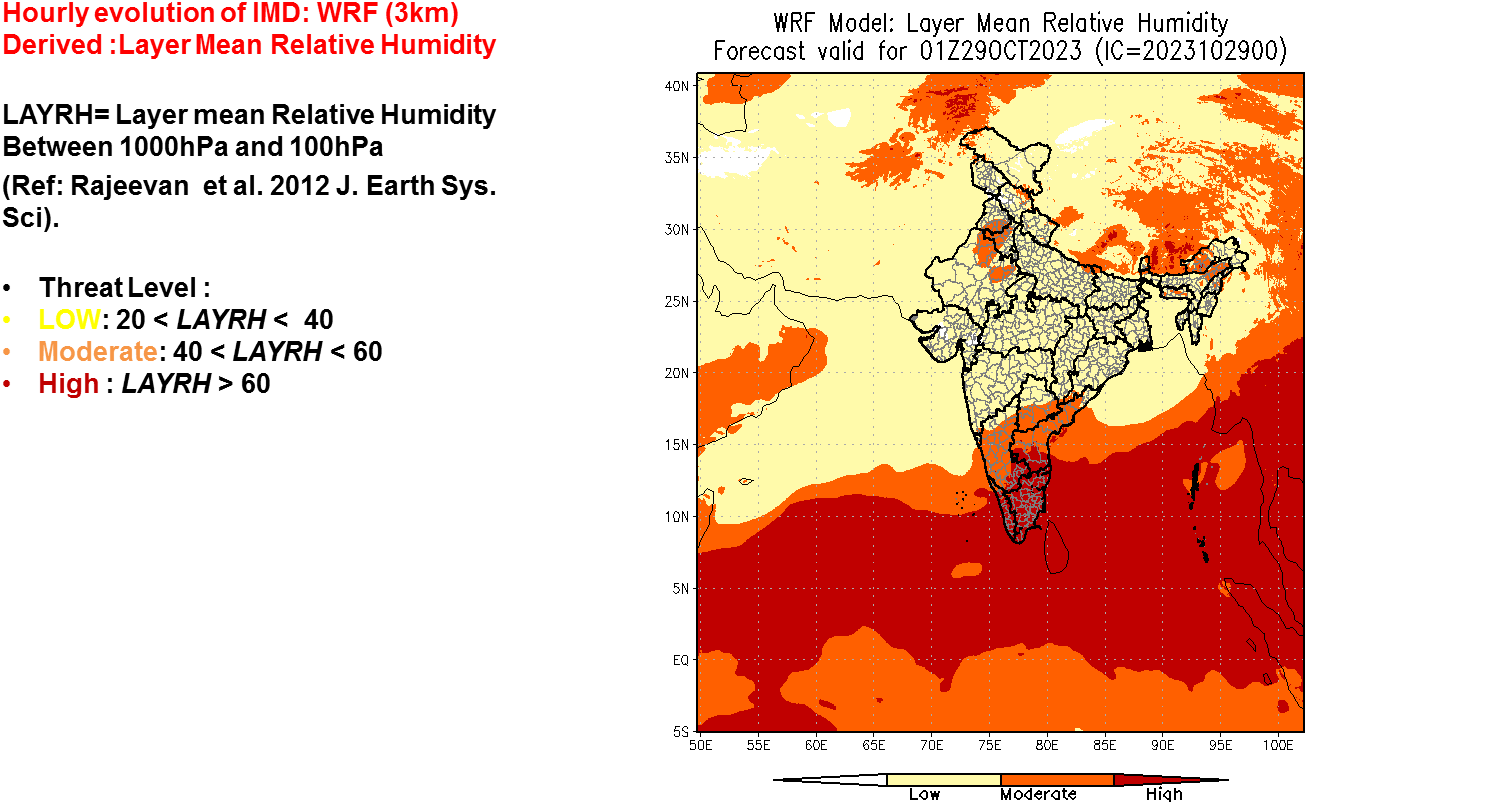 Hourly evolution of IMD: WRF (3km)
Derived :Layer Mean Relative Humidity
LAYRH= Layer mean Relative Humidity
Between 1000hPa and 100hPa
(Ref: Rajeevan et al. 2012 J. Earth Sys.
Sci).
• Threat Level :
• LOW: 20 < LAYRH < 40
• Moderate: 40 < LAYRH < 60
• High : LAYRH > 60
WRF Model: Layer Mean Relative Humidity
Forecast valid for 01Z29OCT2023 (IC=2023102900)
40N
35N
30N
25N
20N
15N
10N
5N
EQ
5S
50E 55E 60E 65E 70E 75E 80E 85E 90E 95E 100E
Low Moderate High